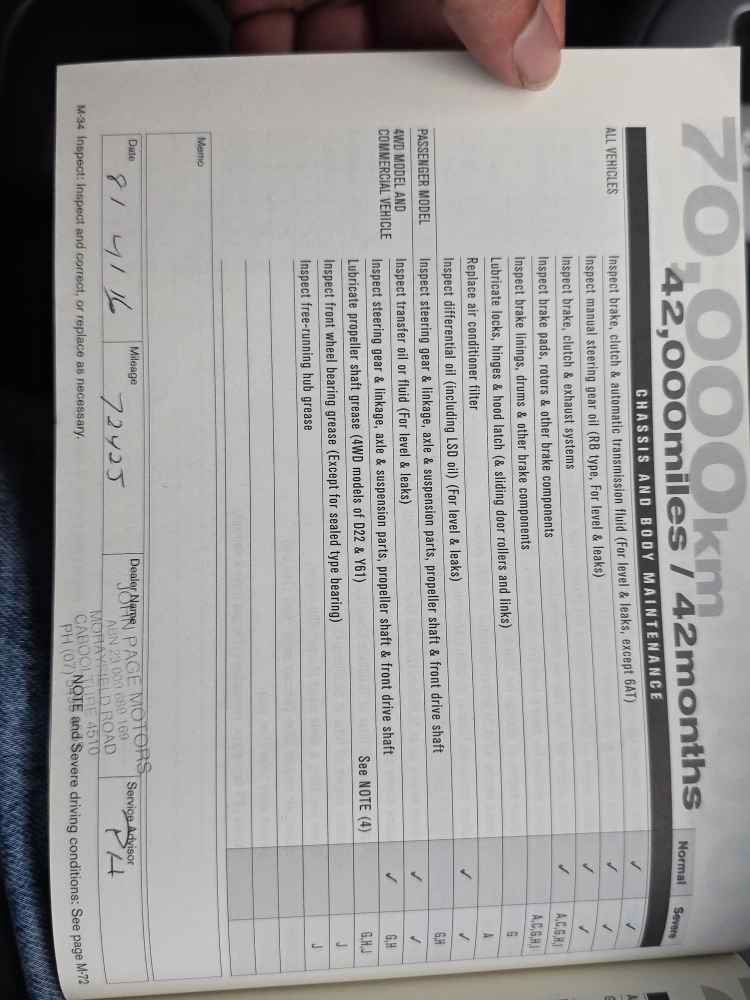 70,000km
42,000miles / 42months
Normal Severe
CHASSIS AND BODY MAINTENANCE
ALL VEHICLES Inspect brake, clutch & automatic transmission fluid (For level & leaks, except 6AT) ✓ ✓
Inspect manual steering gear oil (RB type, For level & leaks) ✓ ✓
Inspect brake, clutch & exhaust systems ✓ ✓
Inspect brake pads, rotors & other brake components ✓ A,C,G,H,I
Inspect brake linings, drums & other brake components A,C,G,H,I
Lubricate locks, hinges & hood latch (& sliding door rollers and links) G
Replace air conditioner filter A
Inspect differential oil (including LSD oil) (For level & leaks) ✓ ✓
PASSENGER MODEL Inspect steering gear & linkage, axle & suspension parts, propeller shaft & front drive shaft G,H
4WD MODEL AND Inspect transfer oil or fluid (For level & leaks) ✓ ✓
COMMERCIAL VEHICLE Inspect steering gear & linkage, axle & suspension parts, propeller shaft & front drive shaft ✓ G,H
Lubricate propeller shaft grease (4WD models of D22 & Y61) See NOTE (4) G,H,J
Inspect front wheel bearing grease (Except for sealed type bearing) J
Inspect free-running hub grease J
Memo
Date Mileage Dealer Name Service Advisor
8/4/16 72425 JOHN PAGE MOTORS PH
MORAYFIELD ROAD
CABOOLTURE 4510
PH (07)
M-34 Inspect: Inspect and correct, or replace as necessary. NOTE and Severe driving conditions: See page M-72